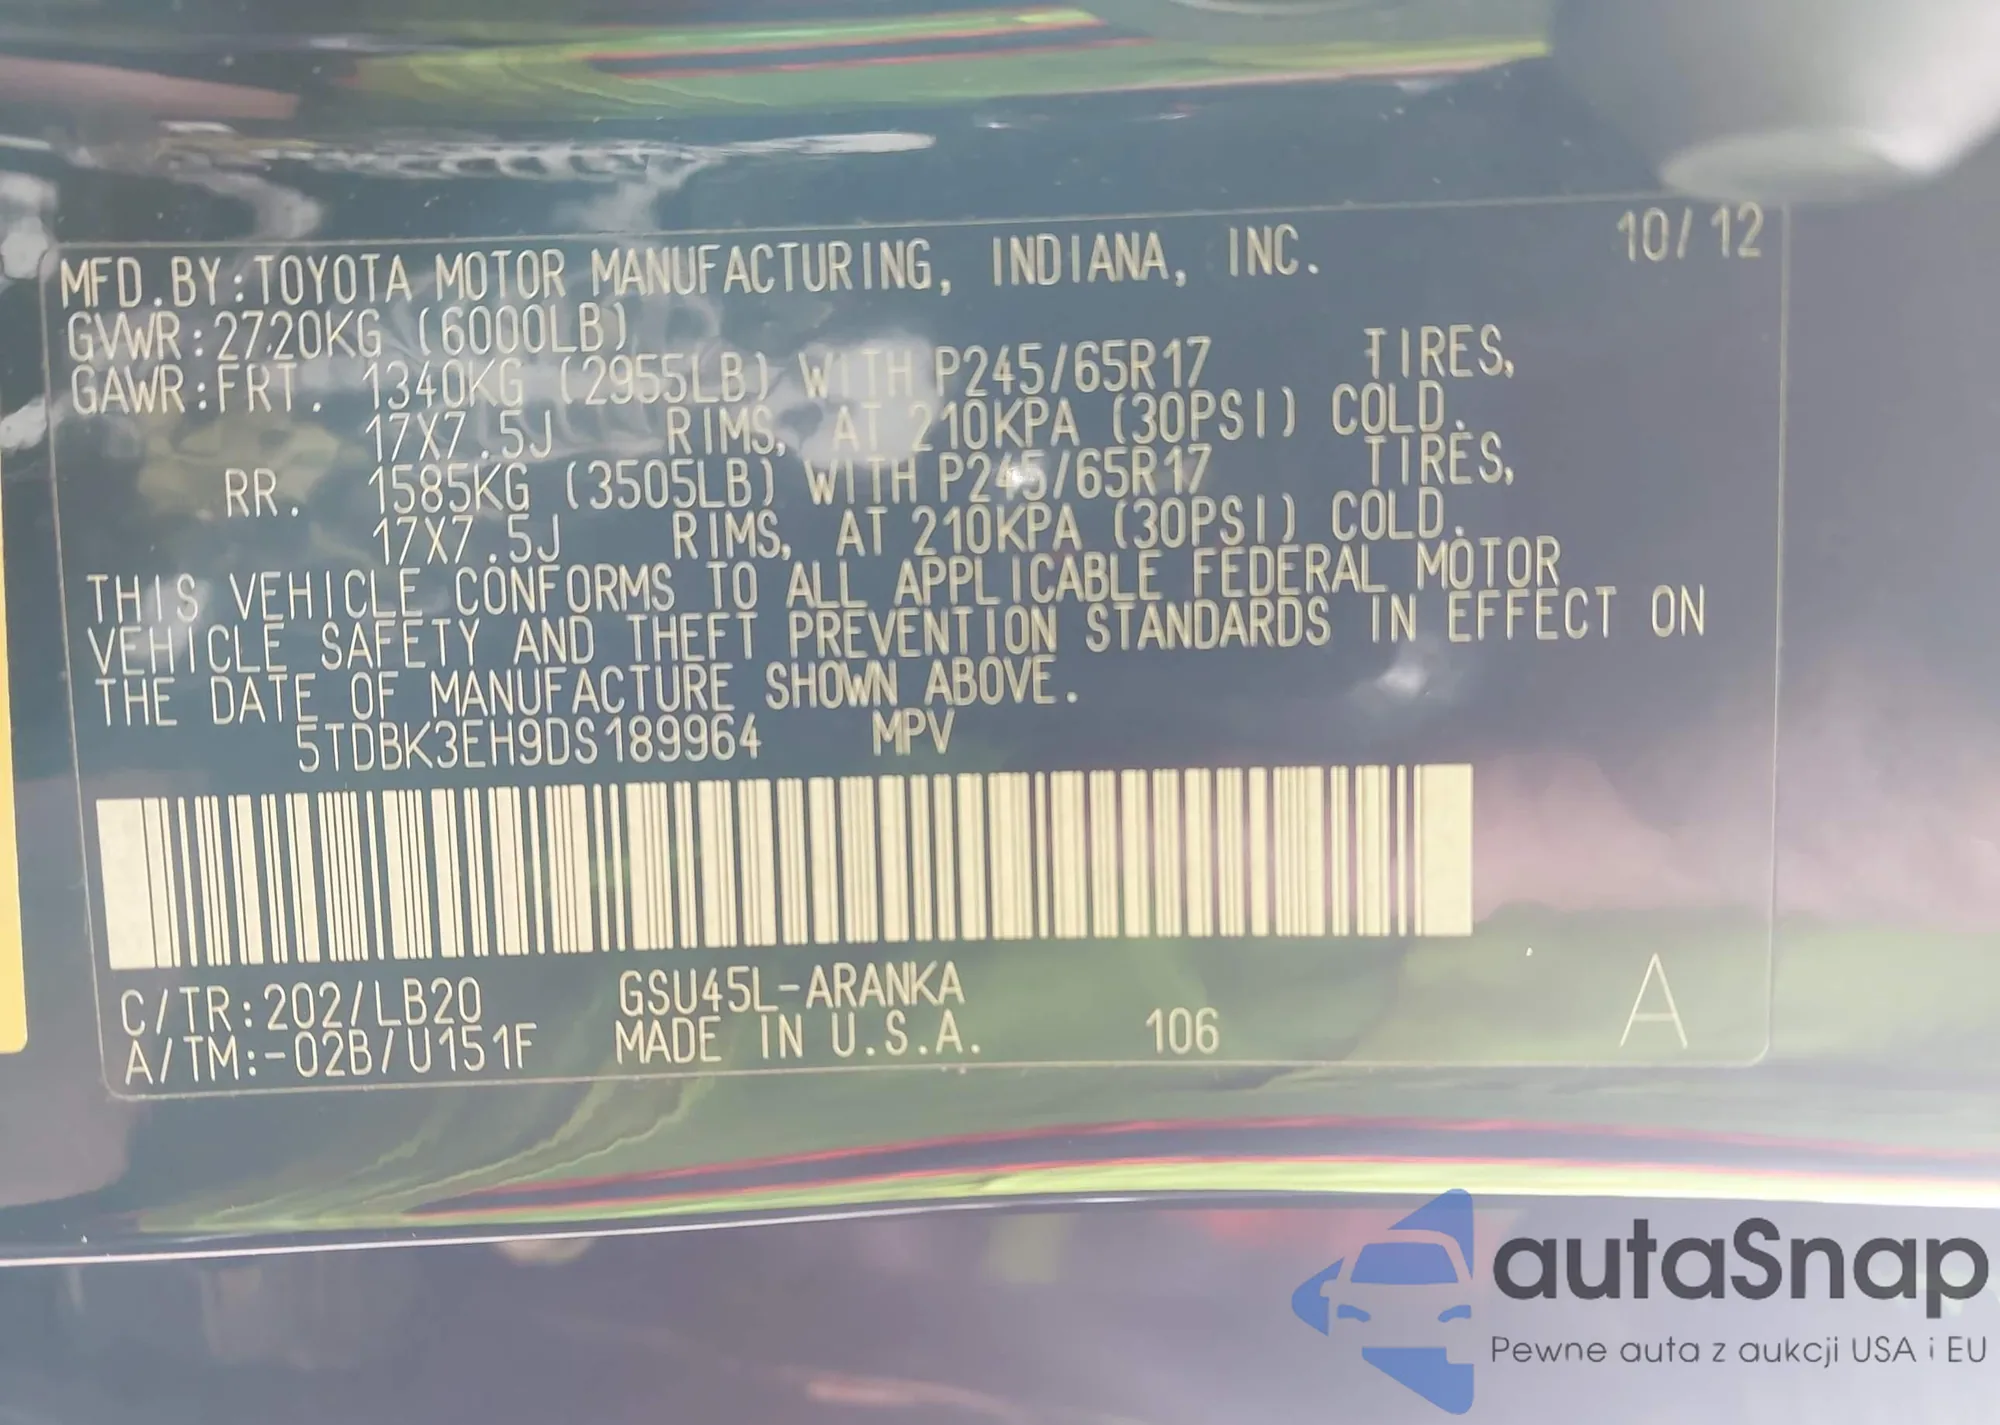 MFD.BY:TOYOTA MOTOR MANUFACTURING, INDIANA, INC. 10/12
GVWR:2720KG (6000LB)
GAWR:FRT. 1340KG (2955LB) WITH P245/65R17 TIRES,
17X7.5J RIMS, AT 210KPA (30PSI) COLD.
RR. 1585KG (3505LB) WITH P245/65R17 TIRES,
17X7.5J RIMS, AT 210KPA (30PSI) COLD.
THIS VEHICLE CONFORMS TO ALL APPLICABLE FEDERAL MOTOR
VEHICLE SAFETY AND THEFT PREVENTION STANDARDS IN EFFECT ON
THE DATE OF MANUFACTURE SHOWN ABOVE.
5TDBK3EH9DS189964 MPV
C/TR:202/LB20 GSU45L-ARANKA
A/TM:-02B/U151F MADE IN U.S.A. 106 A
autaSnap
Pewne auta z aukcji USA i EU